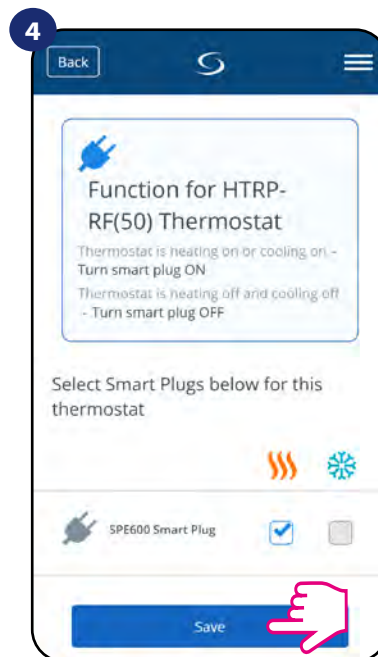 4
Back
Function for HTRP-
RF(50) Thermostat
Thermostat is heating on or cooling on –
Turn smart plug ON
Thermostat is heating off and cooling off
- Turn smart plug OFF
Select Smart Plugs below for this
thermostat
SPE600 Smart Plug
Save